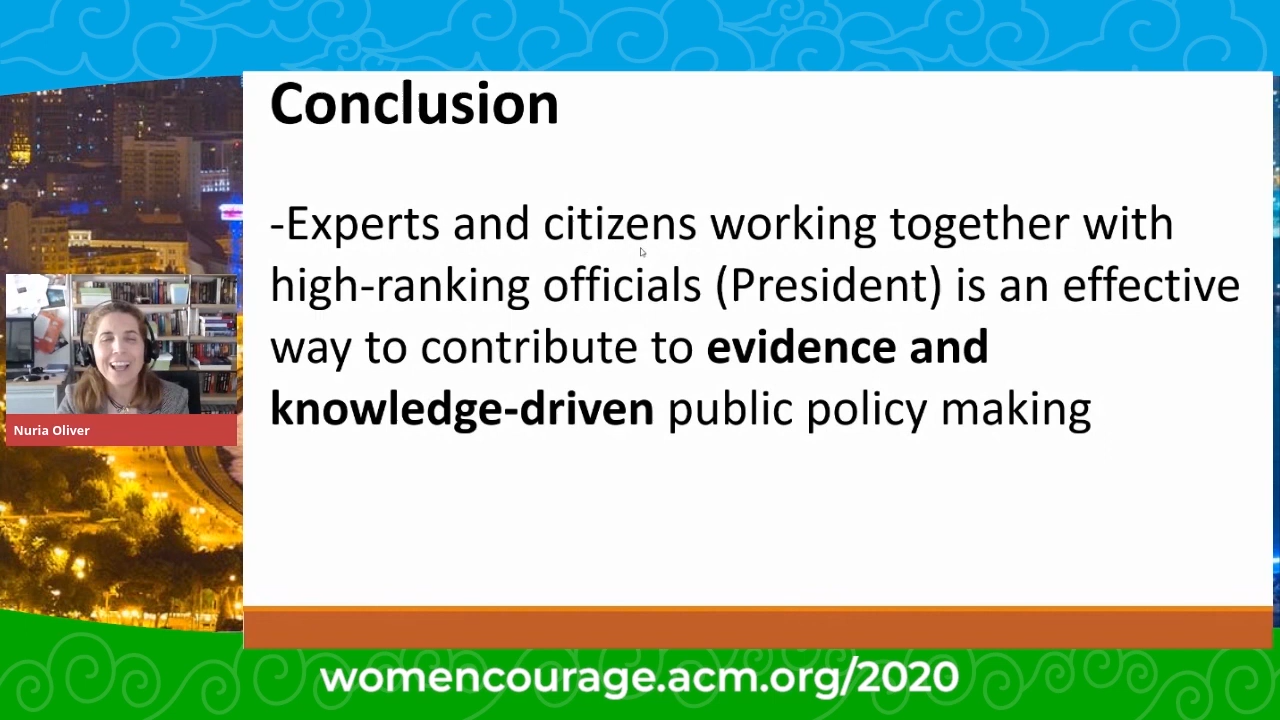 Conclusion
-Experts and citizens working together with
high-ranking officials (President) is an effective
way to contribute to evidence and
knowledge-driven public policy making
Nuria Oliver
womencourage.acm.org/2020